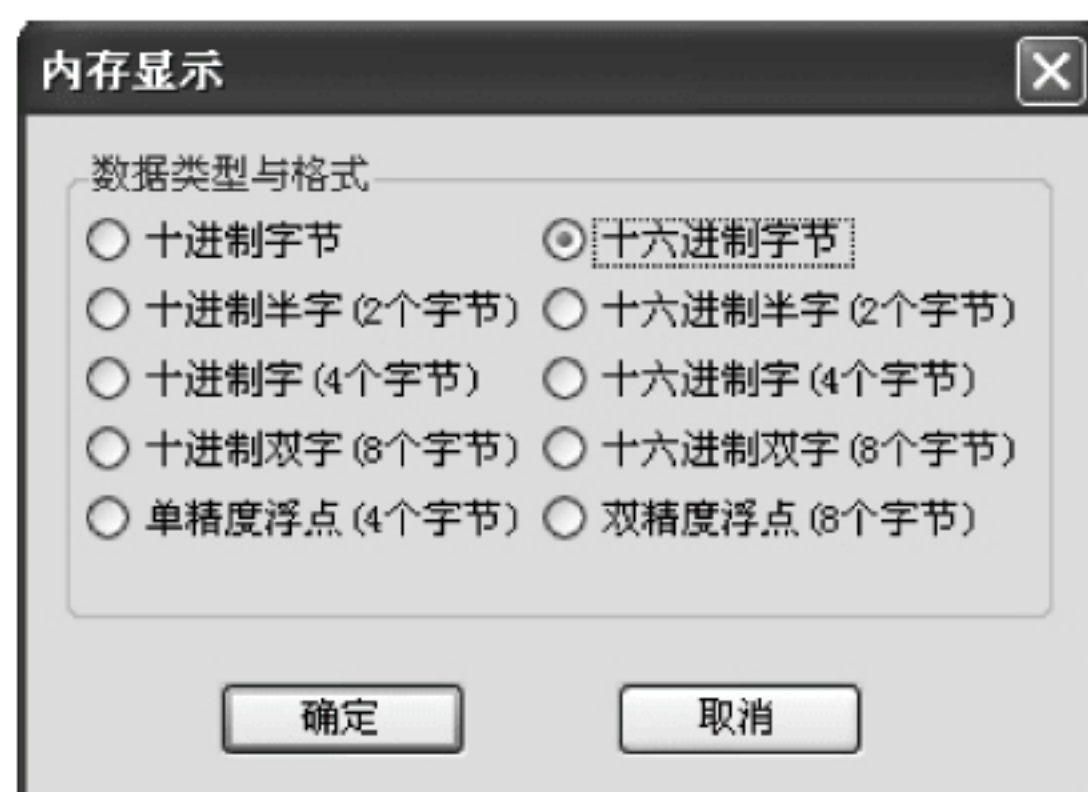 内存显示
数据类型与格式
十进制字节 十六进制字节
十进制半字(2个字节) 十六进制半字(2个字节)
十进制字(4个字节) 十六进制字(4个字节)
十进制双字(8个字节) 十六进制双字(8个字节)
单精度浮点(4个字节) 双精度浮点(8个字节)
确定 取消